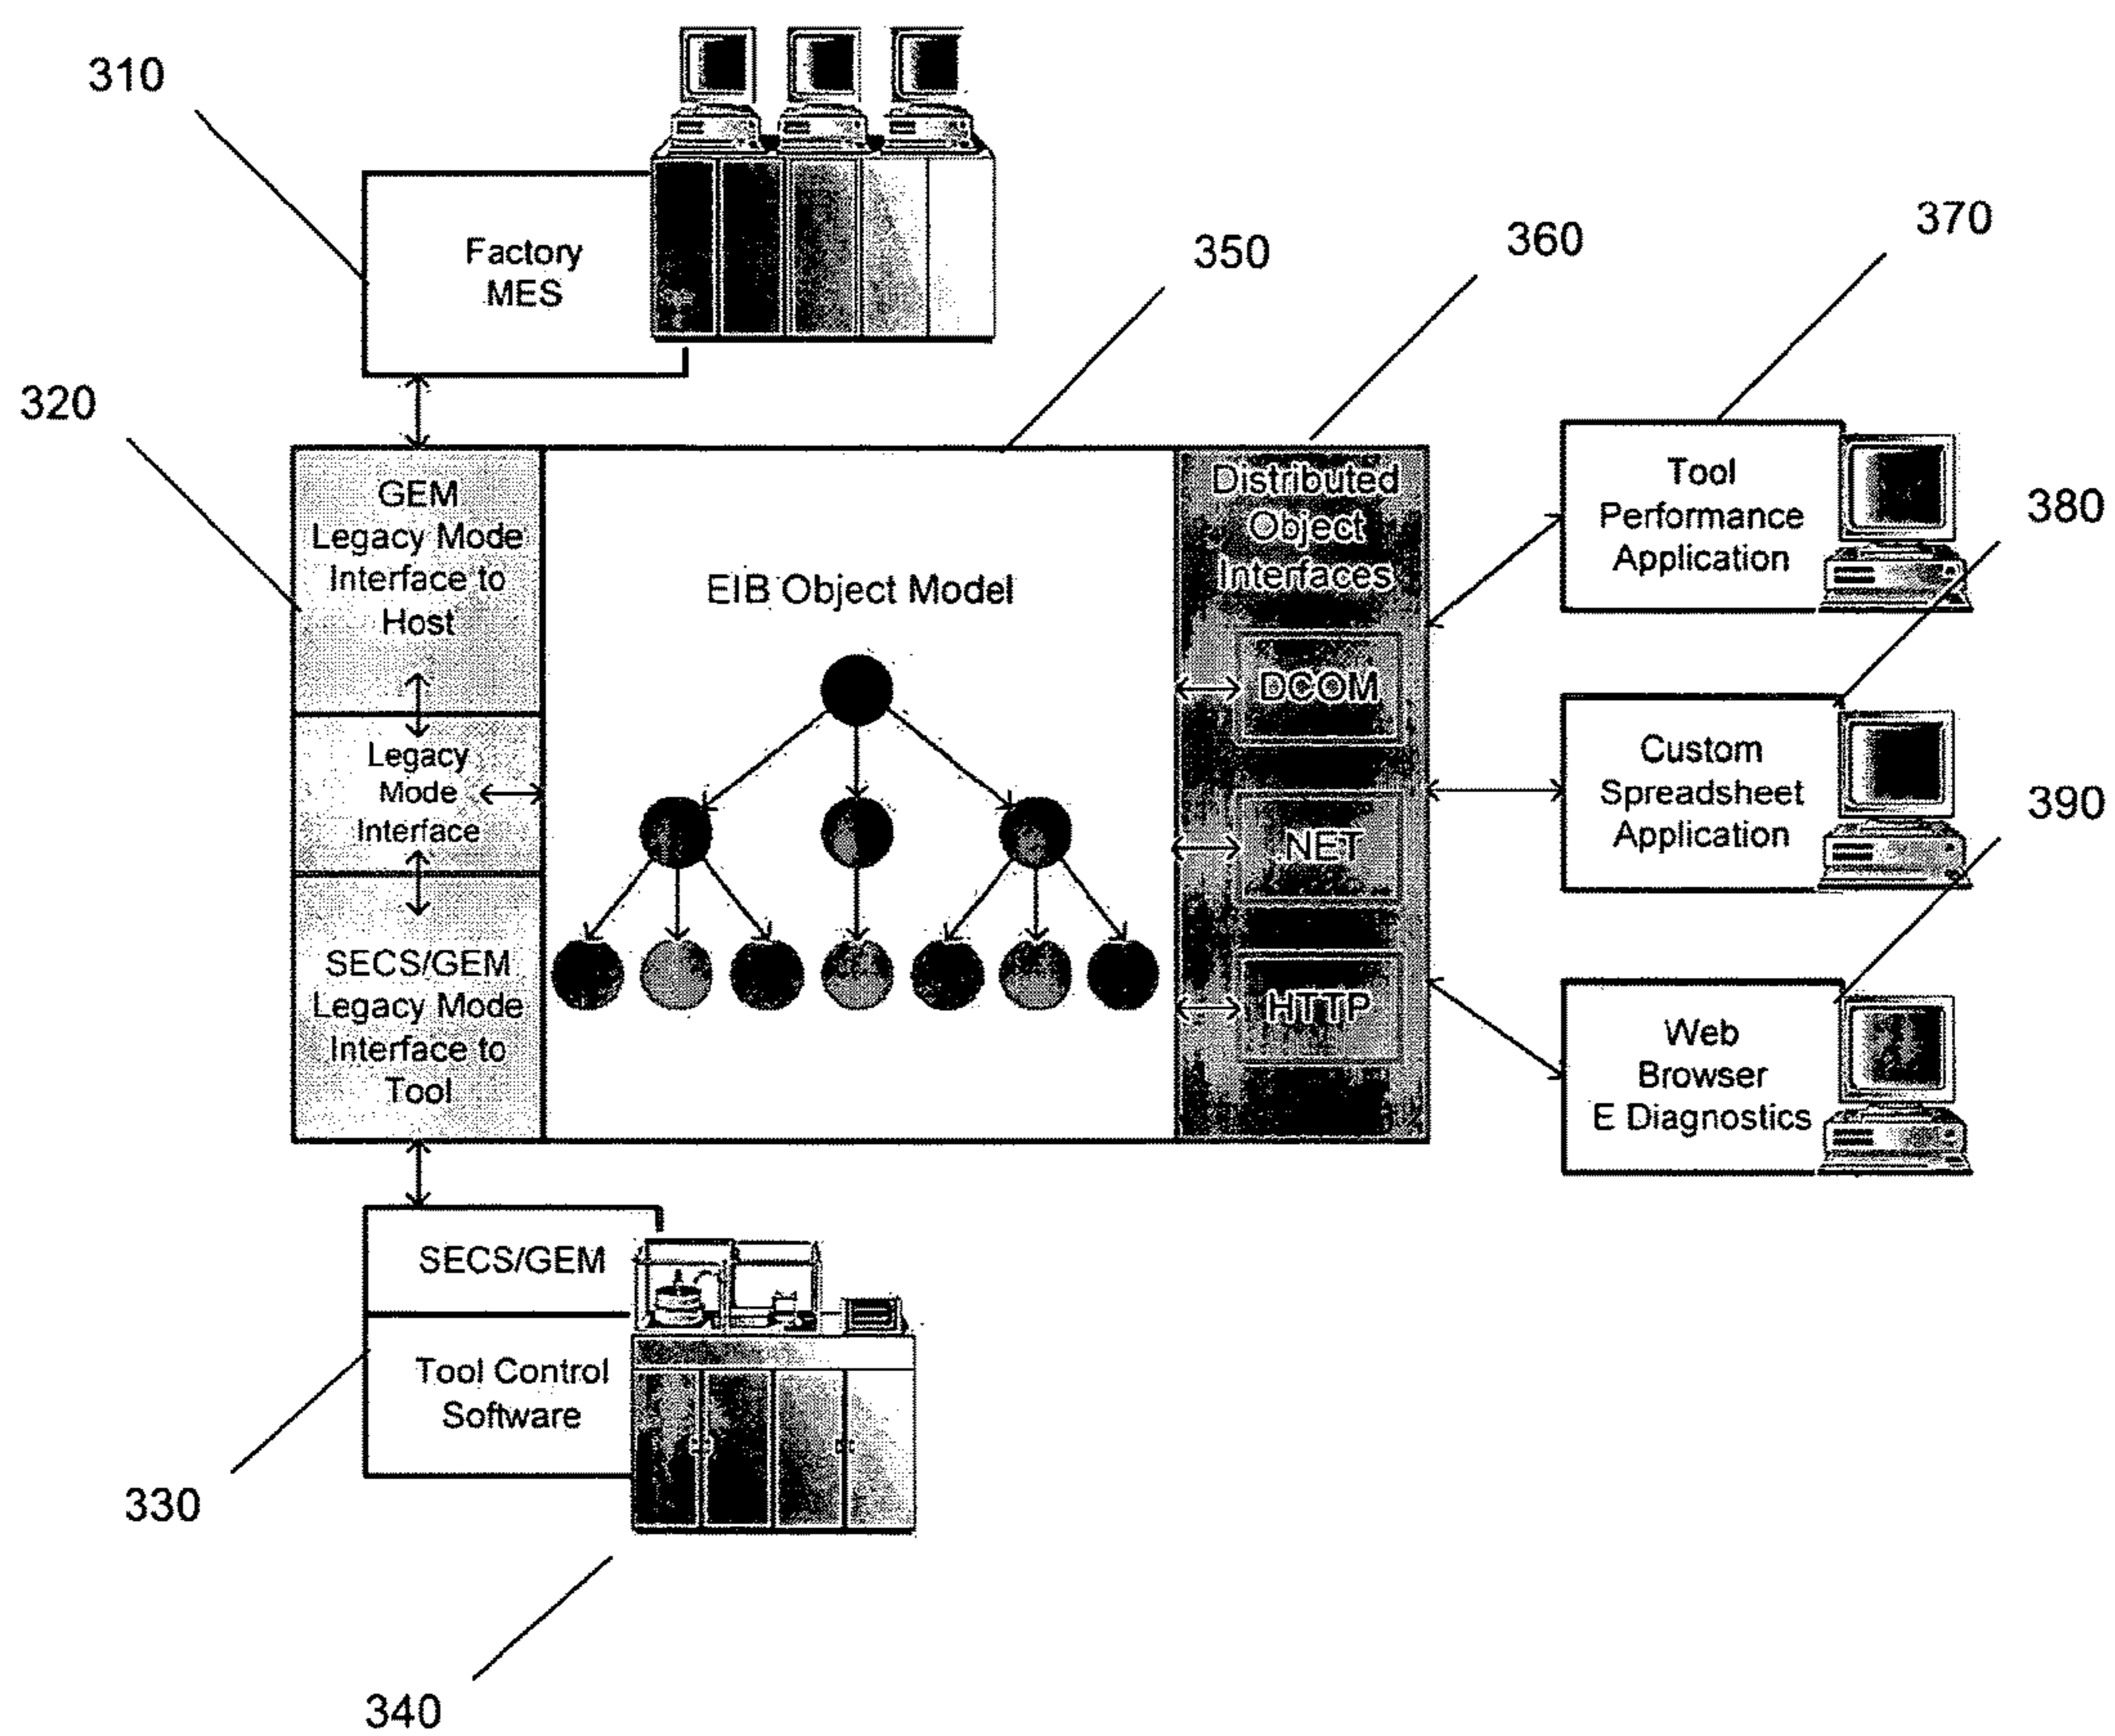 310
Factory
MES
350
360
370
320
GEM
Legacy Mode
Interface to
Host
Legacy
Mode
Interface
SECS/GEM
Legacy Mode
Interface to
Tool
EIB Object Model
Distributed
Object
Interfaces
DCOM
.NET
HTTP
Tool
Performance
Application
380
Custom
Spreadsheet
Application
390
Web
Browser
E Diagnostics
SECS/GEM
Tool Control
Software
330
340